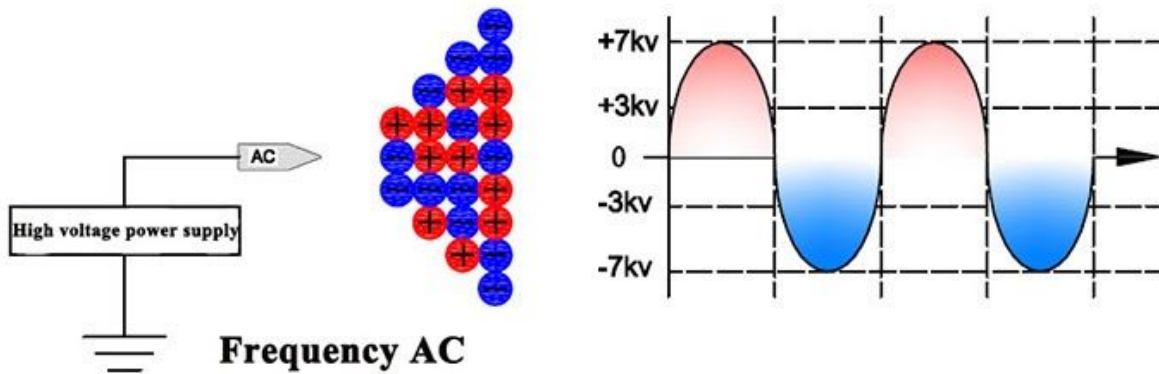 AC
High voltage power supply
Frequency AC
+7kv
+3kv
0
-3kv
-7kv